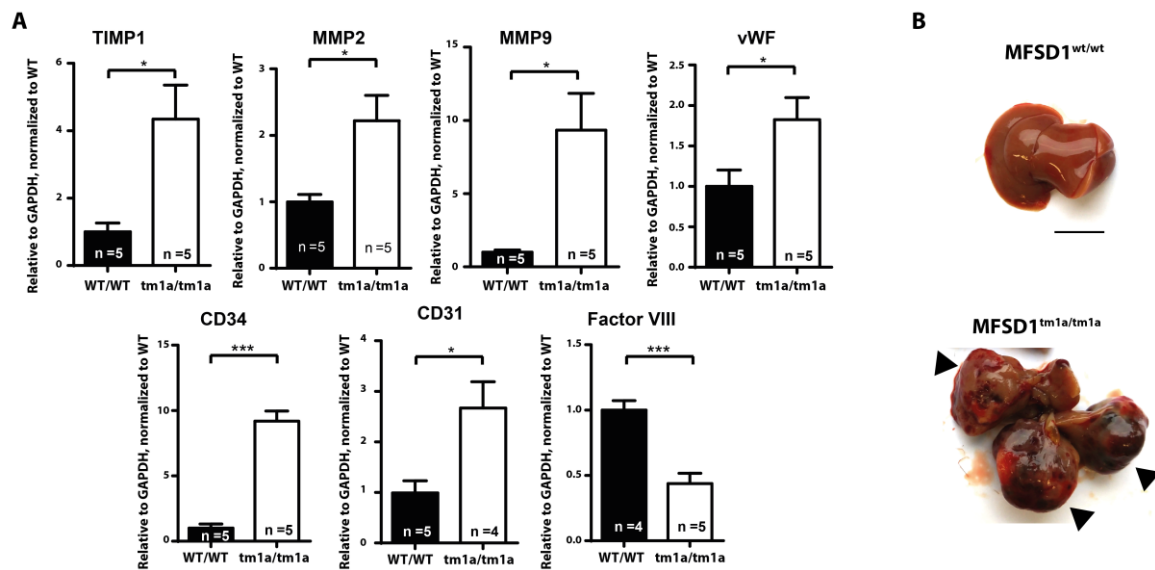 A
TIMP1
Relative to GAPDH, normalized to WT
6
4
2
0
*
n =5
n =5
WT/WT
tm1a/tm1a
MMP2
Relative to GAPDH, normalized to WT
3
2
1
0
*
n =5
n =5
WT/WT
tm1a/tm1a
MMP9
Relative to GAPDH, normalized to WT
15
10
5
0
*
n =5
n =5
WT/WT
tm1a/tm1a
vWF
Relative to GAPDH, normalized to WT
2.5
2.0
1.5
1.0
0.5
0.0
*
n =5
n =5
WT/WT
tm1a/tm1a
CD34
Relative to GAPDH, normalized to WT
15
10
5
0
***
n =5
n =5
WT/WT
tm1a/tm1a
CD31
Relative to GAPDH, normalized to WT
4
3
2
1
0
*
n =5
n =4
WT/WT
tm1a/tm1a
Factor VIII
Relative to GAPDH, normalized to WT
1.5
1.0
0.5
0.0
***
n =4
n =5
WT/WT
tm1a/tm1a
B
MFSD1wt/wt
MFSD1tm1a/tm1a